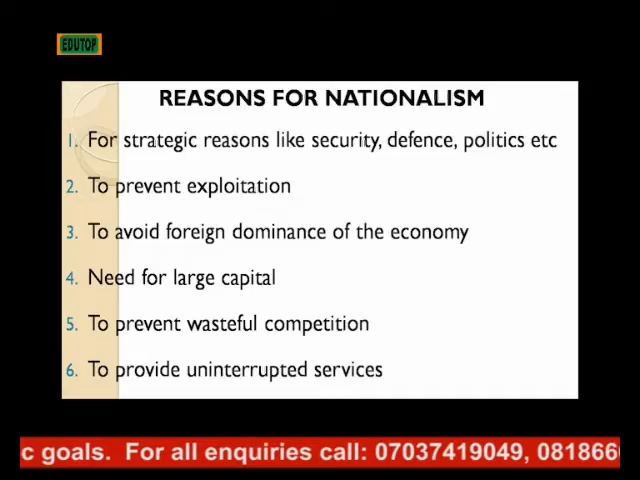 EDUTOP
REASONS FOR NATIONALISM
1. For strategic reasons like security, defence, politics etc
2. To prevent exploitation
3. To avoid foreign dominance of the economy
4. Need for large capital
5. To prevent wasteful competition
6. To provide uninterrupted services
c goals. For all enquiries call: 07037419049, 081866